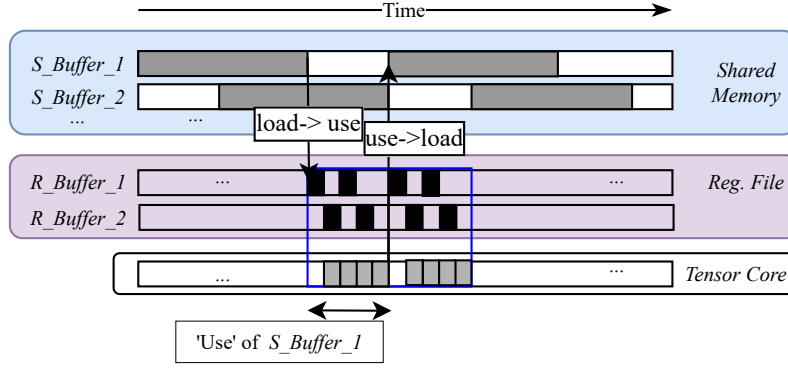 Time
S_Buffer_1
S_Buffer_2
Shared
Memory
... ...
load-> use
use->load
R_Buffer_1 ... ... Reg. File
R_Buffer_2
... ... Tensor Core
'Use' of S_Buffer_1